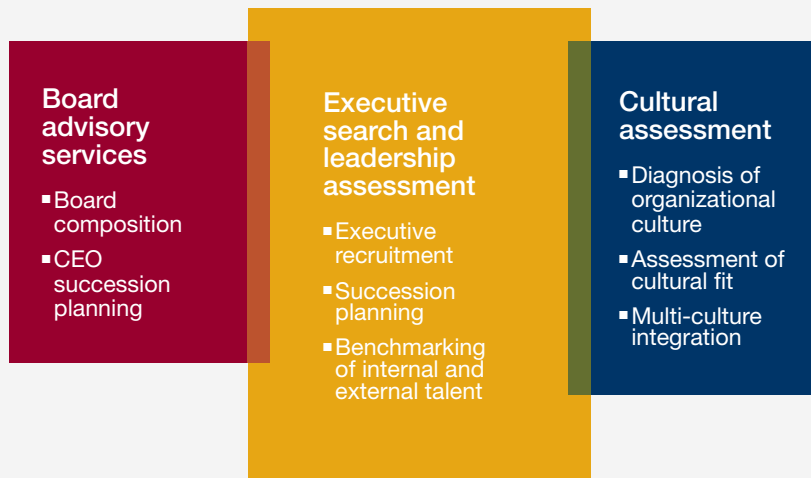 Board
advisory
services
▪Board
composition
▪CEO
succession
planning
Executive
search and
leadership
assessment
▪Executive
recruitment
▪Succession
planning
▪Benchmarking
of internal and
external talent
Cultural
assessment
▪Diagnosis of
organizational
culture
▪Assessment of
cultural fit
▪Multi-culture
integration